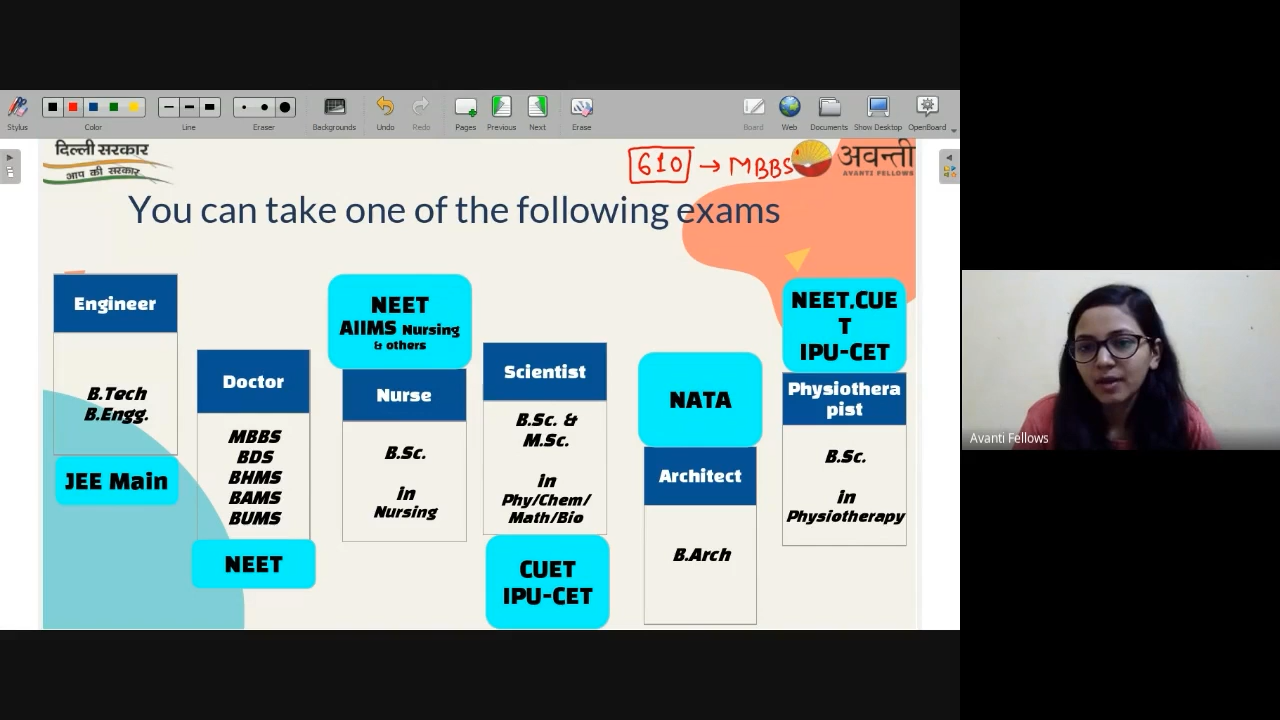 Stylus
Color
Line
Eraser
Backgrounds
Undo
Redo
Pages
Previous
Next
Erase
Board
Web
Documents
Show Desktop
OpenBoard
दिल्ली सरकार
आप की सरकार
610 → MBBS
अवन्ती
AVANTI FELLOWS
You can take one of the following exams
Engineer
B.Tech
B.Engg.
JEE Main
Doctor
MBBS
BDS
BHMS
BAMS
BUMS
NEET
NEET
AIIMS Nursing
& others
Nurse
B.Sc.
in
Nursing
Scientist
B.Sc. &
M.Sc.
in
Phy/Chem/
Math/Bio
CUET
IPU-CET
NATA
Architect
B.Arch
NEET,CUE
T
IPU-CET
Physiothera
pist
B.Sc.
in
Physiotherapy
Avanti Fellows